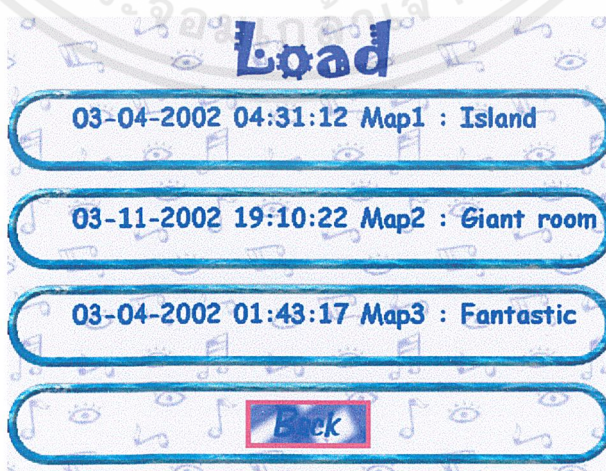 Load
03-04-2002 04:31:12 Map1 : Island
03-11-2002 19:10:22 Map2 : Giant room
03-04-2002 01:43:17 Map3 : Fantastic
Back